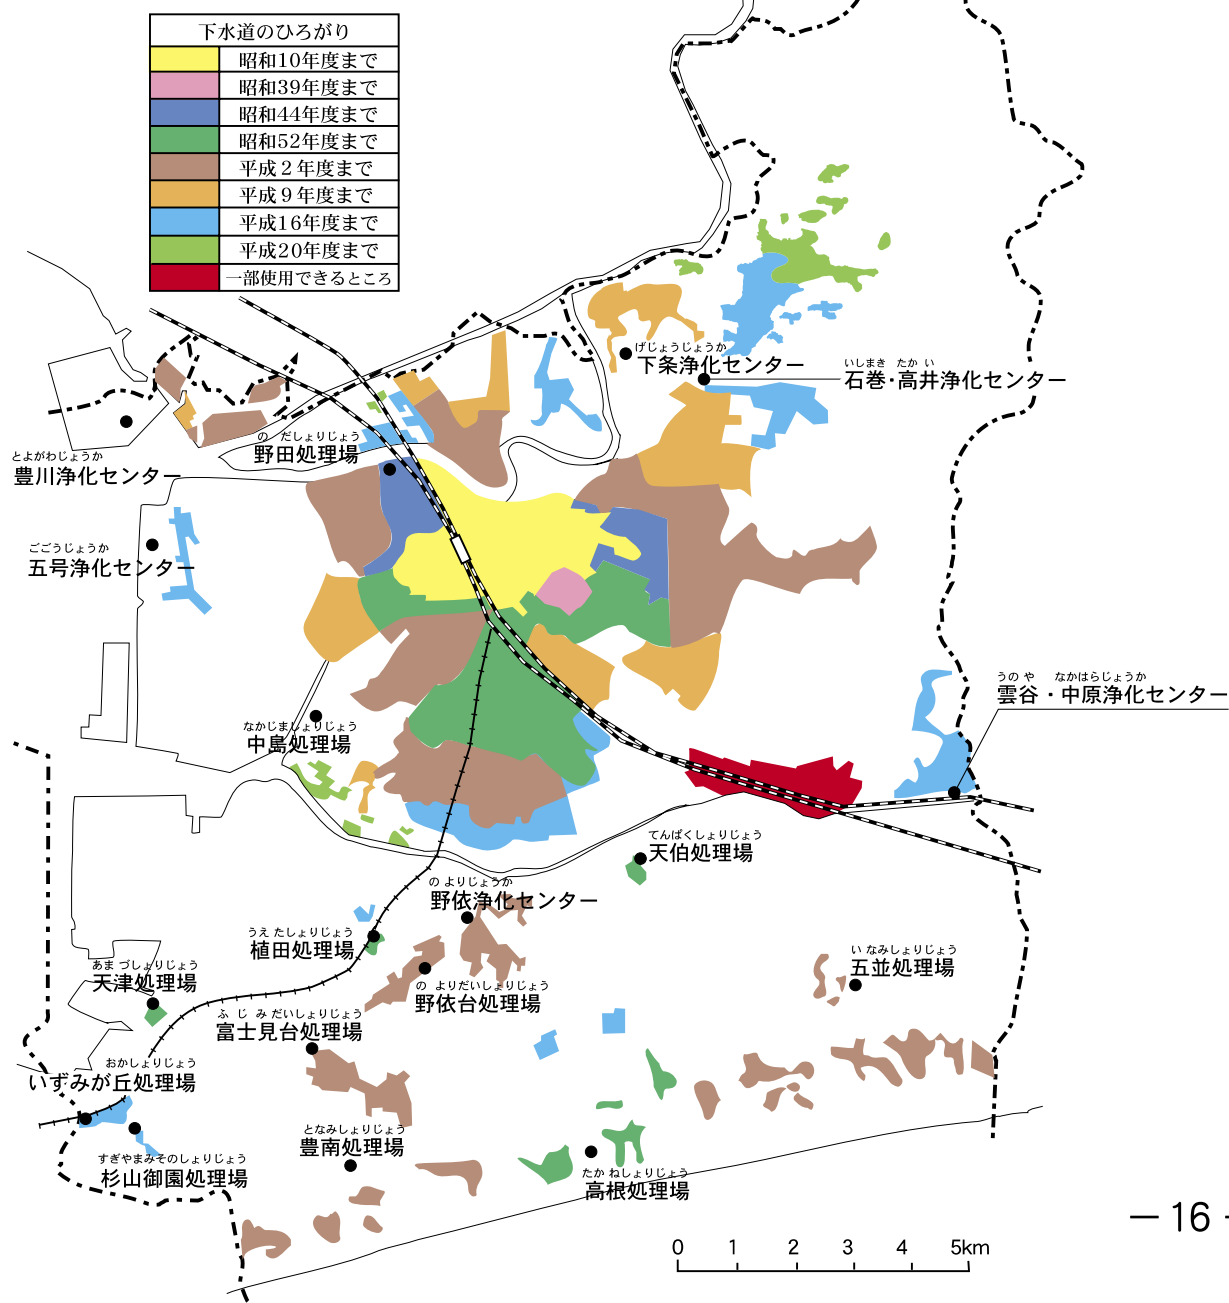 下水道のひろがり
昭和10年度まで
昭和39年度まで
昭和44年度まで
昭和52年度まで
平成２年度まで
平成９年度まで
平成16年度まで
平成20年度まで
一部使用できるところ
げじょうじょうか
下条浄化センター
いしまき たか い
石巻・高井浄化センター
の だしょりじょう
野田処理場
とよがわじょうか
豊川浄化センター
ごごうじょうか
五号浄化センター
うの や なかはらじょうか
雲谷・中原浄化センター
なかじましょりじょう
中島処理場
てんぱくしょりじょう
天伯処理場
の よりじょうか
野依浄化センター
うえ たしょりじょう
植田処理場
い なみしょりじょう
五並処理場
あま づしょりじょう
天津処理場
の よりだいしょりじょう
野依台処理場
ふ じ み だいしょりじょう
富士見台処理場
おかしょりじょう
いずみが丘処理場
となみしょりじょう
豊南処理場
すぎやまみそのしょりじょう
杉山御園処理場
たか ねしょりじょう
高根処理場
－16－
0 1 2 3 4 5km